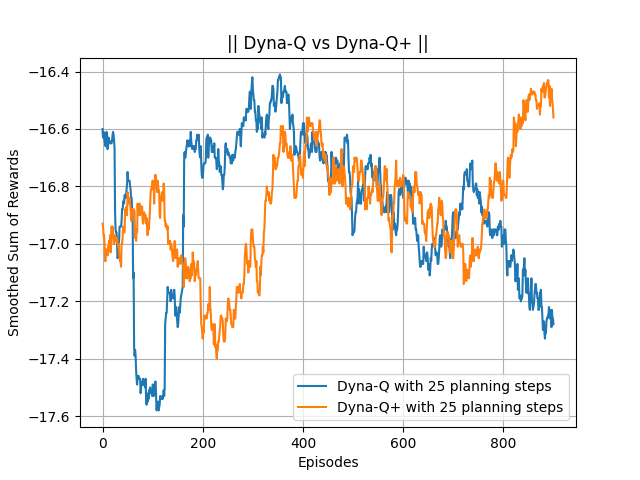 || Dyna-Q vs Dyna-Q+ ||
Smoothed Sum of Rewards
−16.4
−16.6
−16.8
−17.0
−17.2
−17.4
−17.6
Dyna-Q with 25 planning steps
Dyna-Q+ with 25 planning steps
0 200 400 600 800
Episodes